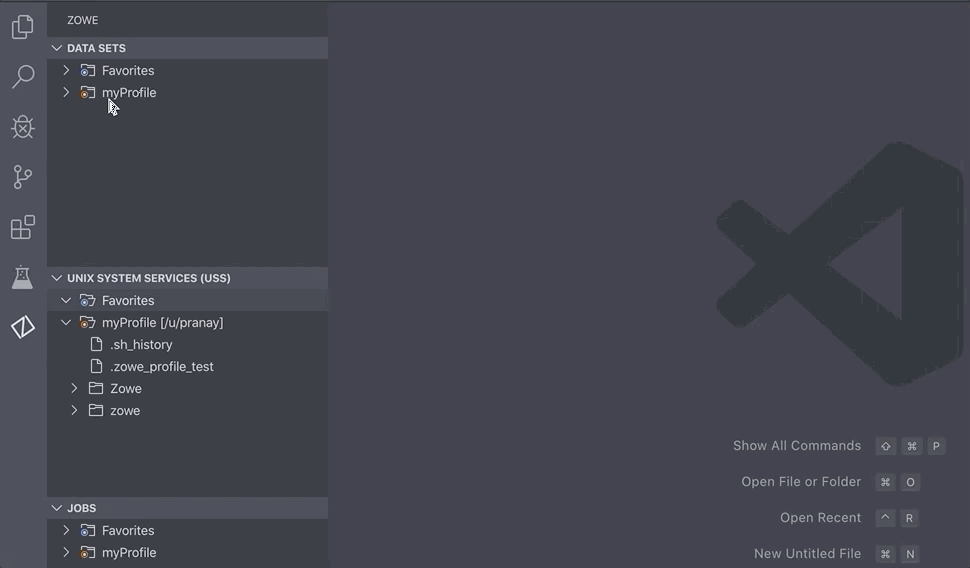 ZOWE
DATA SETS
Favorites
myProfile
UNIX SYSTEM SERVICES (USS)
Favorites
myProfile [/u/pranay]
.sh_history
.zowe_profile_test
Zowe
zowe
JOBS
Favorites
myProfile
Show All Commands ⇧ ⌘ P
Open File or Folder ⌘ O
Open Recent ^ R
New Untitled File ⌘ N